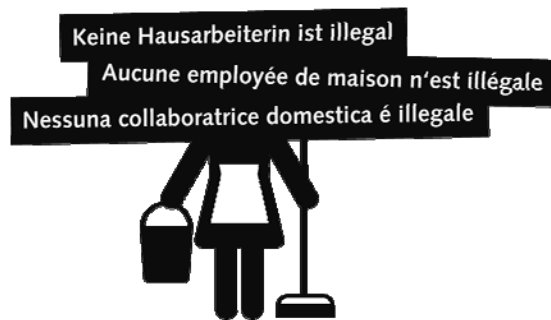 Keine Hausarbeiterin ist illegal
Aucune employée de maison n‘est illégale
Nessuna collaboratrice domestica é illegale